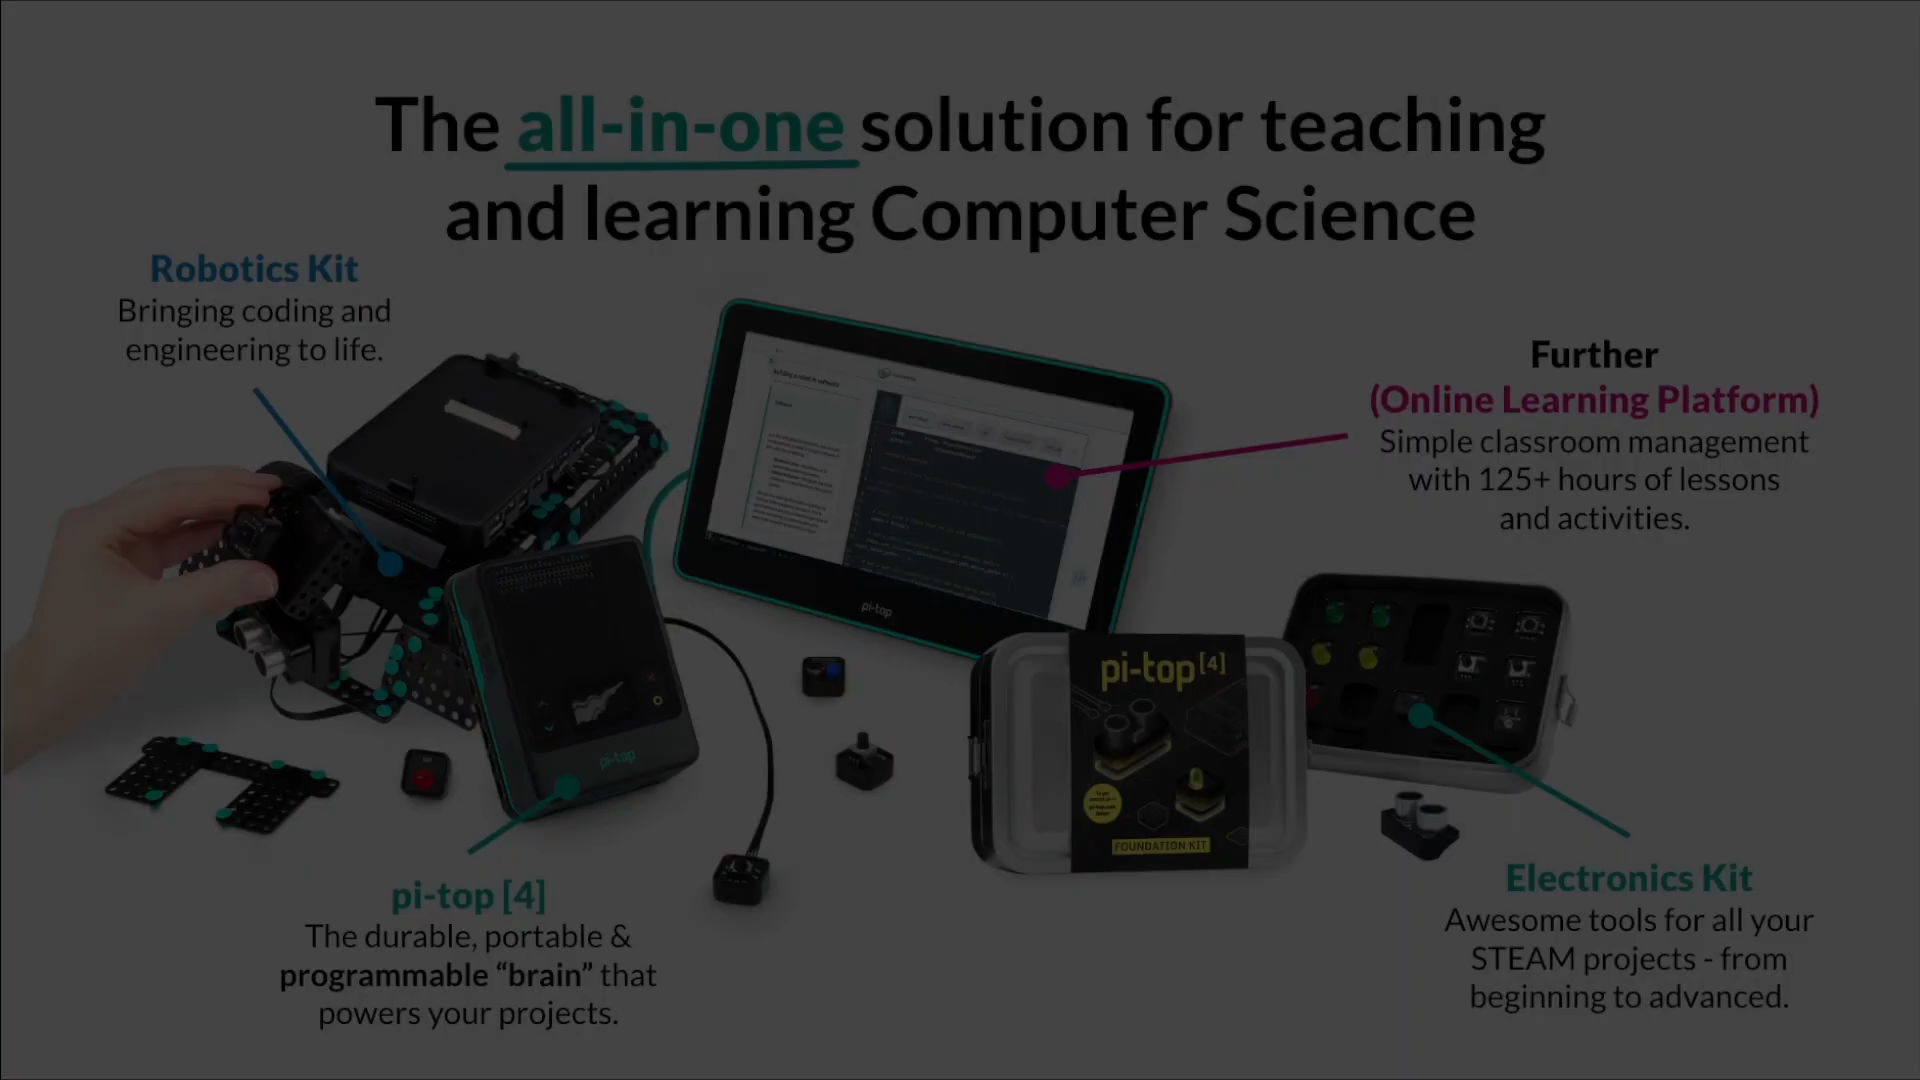 The all-in-one solution for teaching
and learning Computer Science
Robotics Kit
Bringing coding and
engineering to life.
Further
(Online Learning Platform)
Simple classroom management
with 125+ hours of lessons
and activities.
pi-top
pi-top [4]
FOUNDATION KIT
pi-top
pi-top [4]
The durable, portable &
programmable “brain” that
powers your projects.
Electronics Kit
Awesome tools for all your
STEAM projects - from
beginning to advanced.